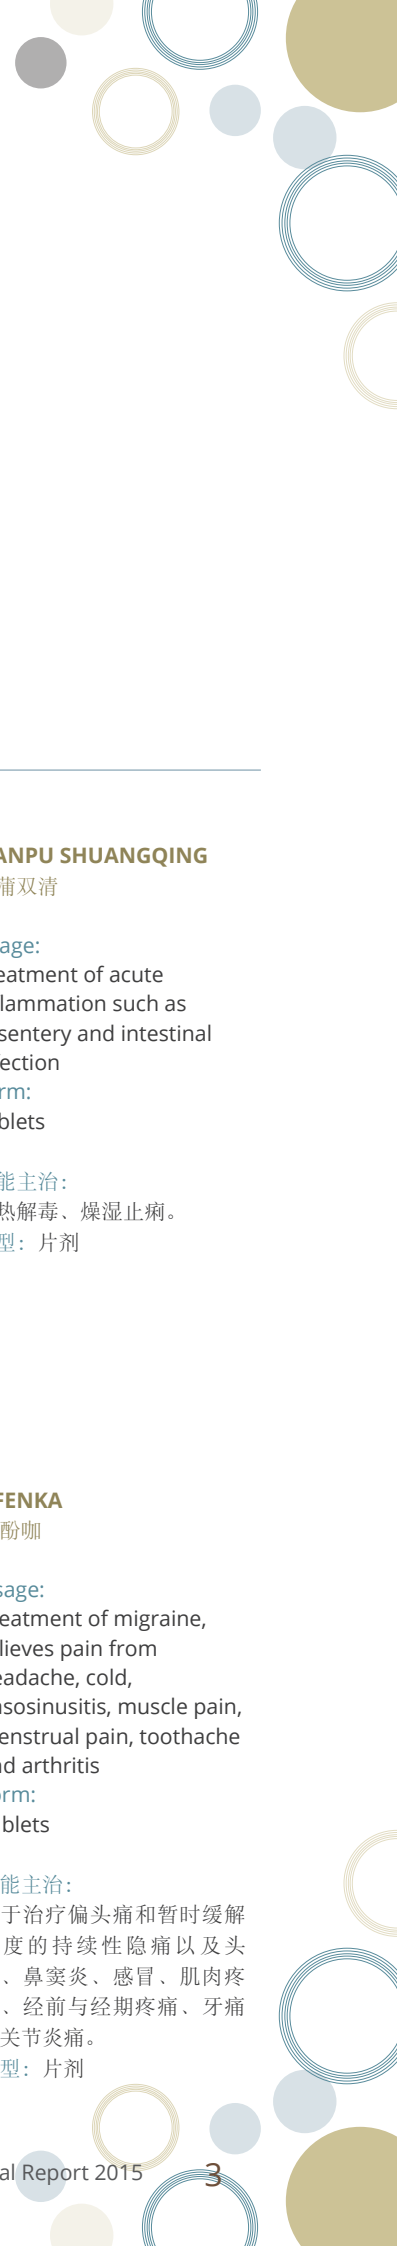 ANPU SHUANGQING
蒲双清
age:
eatment of acute
lammation such as
sentery and intestinal
ection
rm:
blets
能主治：
热解毒、燥湿止痢。
型：片剂
FENKA
酚咖
sage:
eatment of migraine,
lieves pain from
eadache, cold,
asosinusitis, muscle pain,
enstrual pain, toothache
nd arthritis
orm:
blets
能主治：
于治疗偏头痛和暂时缓解
度的持续性隐痛以及头
、鼻窦炎、感冒、肌肉疼
、经前与经期疼痛、牙痛
关节炎痛。
型：片剂
al Report 2015 3